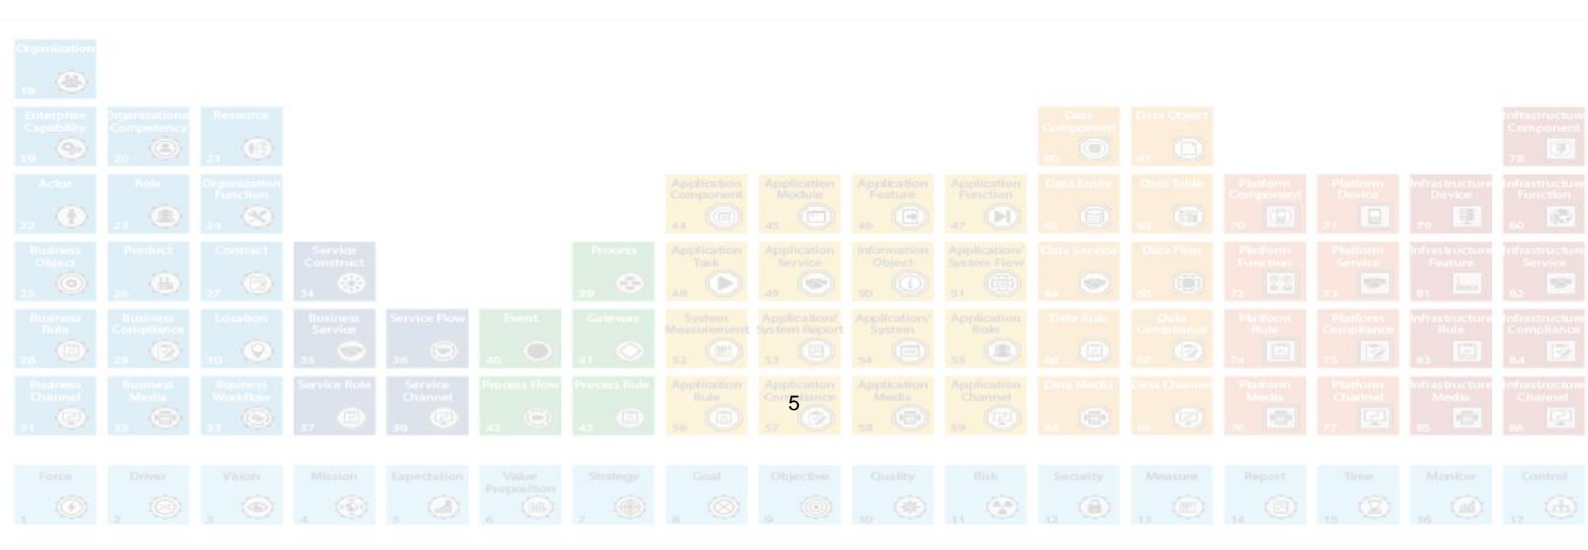 Organization
18
Enterprise Capability
19
Organizational Competency
20
Resource
21
Data Component
60
Data Object
61
Infrastructure Component
78
Actor
22
Role
23
Organization Function
24
Application Component
44
Application Module
45
Application Feature
46
Application Function
47
Data Entity
62
Data Table
63
Platform Component
70
Platform Device
71
Infrastructure Device
79
Infrastructure Function
80
Business Object
25
Product
26
Contract
27
Service Construct
34
Process
39
Application Task
48
Application Service
49
Information Object
50
Application/ System Flow
51
Data Service
64
Data Flow
65
Platform Function
72
Platform Service
73
Infrastructure Feature
81
Infrastructure Service
82
Business Rule
28
Business Compliance
29
Location
30
Business Service
35
Service Flow
36
Event
40
Gateway
41
System Measurement
52
Application/ System Report
53
Application/ System
54
Application Role
55
Data Rule
66
Data Compliance
67
Platform Rule
74
Platform Compliance
75
Infrastructure Rule
83
Infrastructure Compliance
84
Business Channel
31
Business Media
32
Business Workflow
33
Service Rule
37
Service Channel
38
Process Flow
42
Process Rule
43
Application Rule
56
Application Compliance
57
5
Application Media
58
Application Channel
59
Data Media
68
Data Channel
69
Platform Media
76
Platform Channel
77
Infrastructure Media
85
Infrastructure Channel
86
Force
1
Driver
2
Vision
3
Mission
4
Expectation
5
Value Proposition
6
Strategy
7
Goal
8
Objective
9
Quality
10
Risk
11
Security
12
Measure
13
Report
14
Time
15
Monitor
16
Control
17